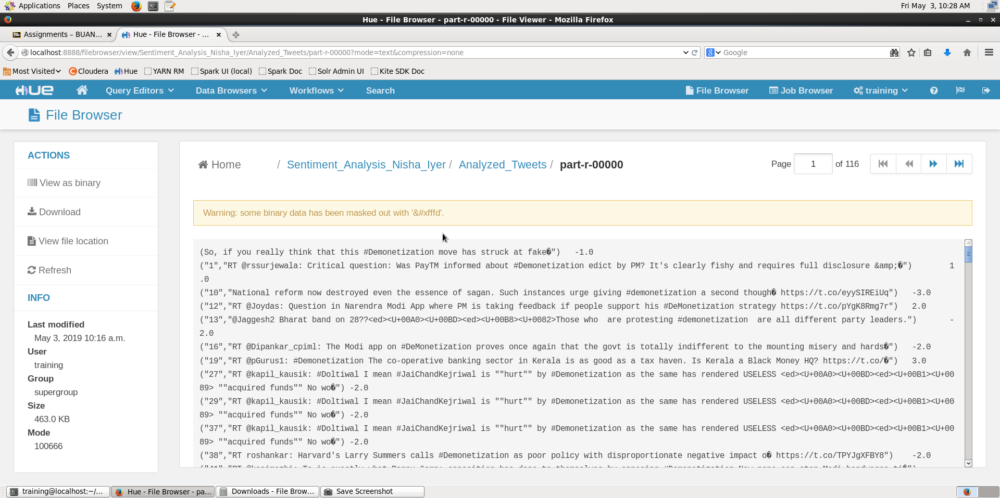 Applications Places System Fri May 3, 10:28 AM
Hue - File Browser - part-r-00000 - File Viewer - Mozilla Firefox
Bb Assignments – BUAN... Hue - File Browser - ...
localhost:8888/filebrowser/view/Sentiment_Analysis_Nisha_Iyer/Analyzed_Tweets/part-r-00000?mode=text&compression=none Google
Most Visited Cloudera Hue YARN RM Spark UI (local) Spark Doc Solr Admin UI Kite SDK Doc
HUE Query Editors Data Browsers Workflows Search File Browser Job Browser training
File Browser
ACTIONS
View as binary
Download
View file location
Refresh
INFO
Last modified
May 3, 2019 10:16 a.m.
User
training
Group
supergroup
Size
463.0 KB
Mode
100666
Home / Sentiment_Analysis_Nisha_Iyer / Analyzed_Tweets / part-r-00000
Page 1 of 116
Warning: some binary data has been masked out with '&#xfffd'.
(So, if you really think that this #Demonetization move has struck at fake�") -1.0
("1","RT @rssurjewala: Critical question: Was PayTM informed about #Demonetization edict by PM? It's clearly fishy and requires full disclosure &amp;�") 1
.0
("10","National reform now destroyed even the essence of sagan. Such instances urge giving #demonetization a second though� https://t.co/eyySIREiUq") -3.0
("12","RT @Joydas: Question in Narendra Modi App where PM is taking feedback if people support his #DeMonetization strategy https://t.co/pYgK8Rmg7r") 2.0
("13","@Jaggesh2 Bharat band on 28??<ed><U+00A0><U+00BD><ed><U+00B8><U+0082>Those who  are protesting #demonetization  are all different party leaders.") -
2.0
("16","RT @Dipankar_cpiml: The Modi app on #DeMonetization proves once again that the govt is totally indifferent to the mounting misery and hards�") -2.0
("19","RT @pGurus1: #Demonetization The co-operative banking sector in Kerala is as good as a tax haven. Is Kerala a Black Money HQ? https://t.co/�") 3.0
("27","RT @kapil_kausik: #Doltiwal I mean #JaiChandKejriwal is ""hurt"" by #Demonetization as the same has rendered USELESS <ed><U+00A0><U+00BD><ed><U+00B1><U+00
89> ""acquired funds"" No wo�") -2.0
("29","RT @kapil_kausik: #Doltiwal I mean #JaiChandKejriwal is ""hurt"" by #Demonetization as the same has rendered USELESS <ed><U+00A0><U+00BD><ed><U+00B1><U+00
89> ""acquired funds"" No wo�") -2.0
("37","RT @kapil_kausik: #Doltiwal I mean #JaiChandKejriwal is ""hurt"" by #Demonetization as the same has rendered USELESS <ed><U+00A0><U+00BD><ed><U+00B1><U+00
89> ""acquired funds"" No wo�") -2.0
("38","RT roshankar: Harvard's Larry Summers calls #Demonetization as poor policy with disproportionate negative impact o� https://t.co/TPYJgXFBY8") -2.0
training@localhost:~/... Hue - File Browser - pa... Downloads - File Brow... Save Screenshot